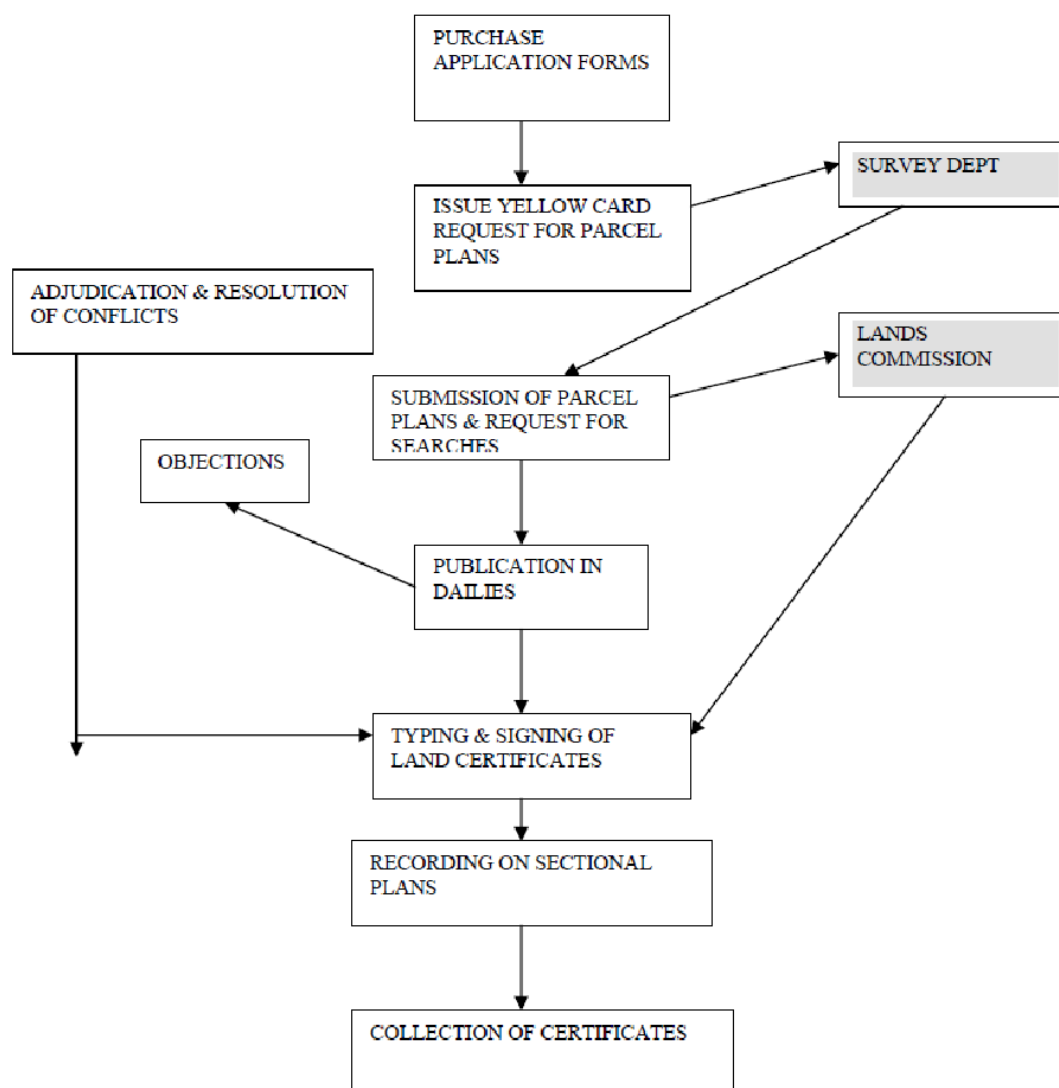 PURCHASE
APPLICATION FORMS
SURVEY DEPT
ISSUE YELLOW CARD
REQUEST FOR PARCEL
PLANS
ADJUDICATION & RESOLUTION
OF CONFLICTS
LANDS
COMMISSION
SUBMISSION OF PARCEL
PLANS & REQUEST FOR
SEARCHES
OBJECTIONS
PUBLICATION IN
DAILIES
TYPING & SIGNING OF
LAND CERTIFICATES
RECORDING ON SECTIONAL
PLANS
COLLECTION OF CERTIFICATES